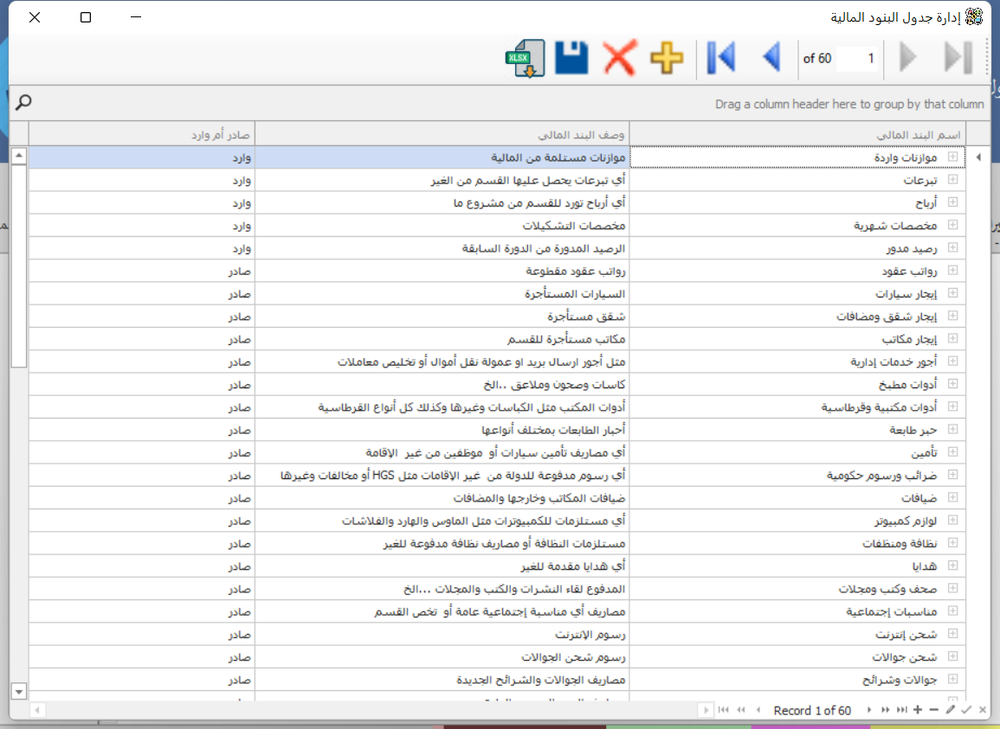 إدارة جدول البنود المالية
XLSX of 60 1
Drag a column header here to group by that column
اسم البند المالي وصف البند المالي صادر أم وارد
موازنات واردة موازنات مستلمة من المالية وارد
تبرعات أي تبرعات يحصل عليها القسم من الغير وارد
أرباح أي أرباح تورد للقسم من مشروع ما وارد
مخصصات شهرية مخصصات التشكيلات وارد
رصيد مدور الرصيد المدورة من الدورة السابقة وارد
رواتب عقود رواتب عقود مقطوعة صادر
إيجار سيارات السيارات المستأجرة صادر
إيجار شقق ومضافات شقق مستأجرة صادر
إيجار مكاتب مكاتب مستأجرة للقسم صادر
أجور خدمات إدارية مثل أجور ارسال بريد او عمولة نقل أموال أو تخليص معاملات صادر
أدوات مطبخ كاسات وصحون وملاعق ..الخ صادر
أدوات مكتبية وقرطاسية أدوات المكتب مثل الكباسات وغيرها وكذلك كل أنواع القرطاسية صادر
حبر طابعة أحبار الطابعات بمختلف أنواعها صادر
تأمين أي مصاريف تأمين سيارات أو موظفين من غير الإقامة صادر
ضرائب ورسوم حكومية أي رسوم مدفوعة للدولة من غير الإقامات مثل HGS أو مخالفات وغيرها صادر
ضيافات ضيافات المكاتب وخارجها والمضافات صادر
لوازم كمبيوتر أي مستلزمات للكمبيوترات مثل الماوس والهارد والفلاشات صادر
نظافة ومنظفات مستلزمات النظافة أو مصاريف نظافة مدفوعة للغير صادر
هدايا أي هدايا مقدمة للغير صادر
صحف وكتب ومجلات المدفوع لقاء النشرات والكتب والمجلات ...الخ صادر
مناسبات إجتماعية مصاريف أي مناسبة إجتماعية عامة أو تخص القسم صادر
شحن إنترنت رسوم الإنترنت صادر
شحن جوالات رسوم شحن الجوالات صادر
جوالات وشرائح مصاريف الجوالات والشرائح الجديدة صادر
Record 1 of 60